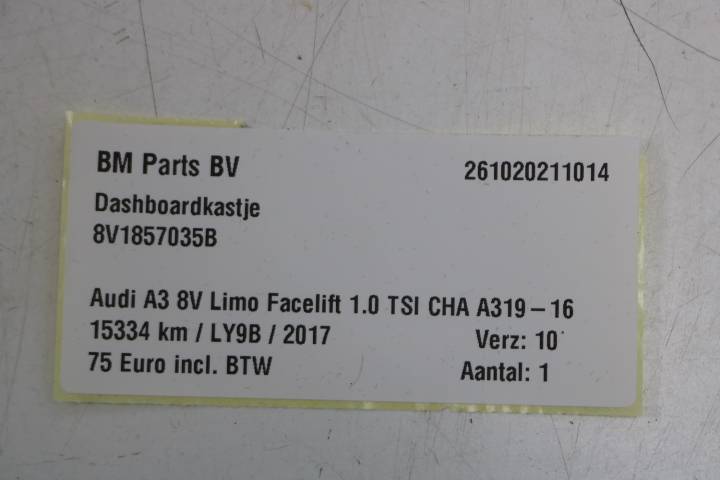 BM Parts BV 261020211014
Dashboardkastje
8V1857035B
Audi A3 8V Limo Facelift 1.0 TSI CHA A319-16
15334 km / LY9B / 2017 Verz: 10
75 Euro incl. BTW Aantal: 1